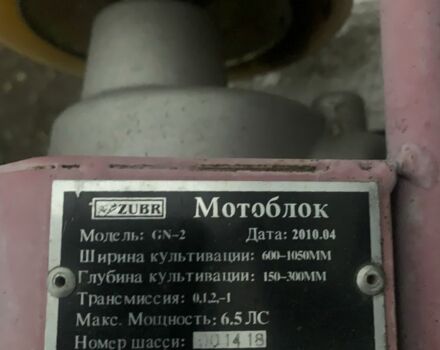 ZUBR Мотоблок
Модель: GN-2 Дата: 2010.04
Ширина культивации: 600-1050ММ
Глубина культивации: 150-300ММ
Трансмиссия: 0,1.2,-1
Макс. Мощность: 6.5 ЛС
Номер шасси: 001418